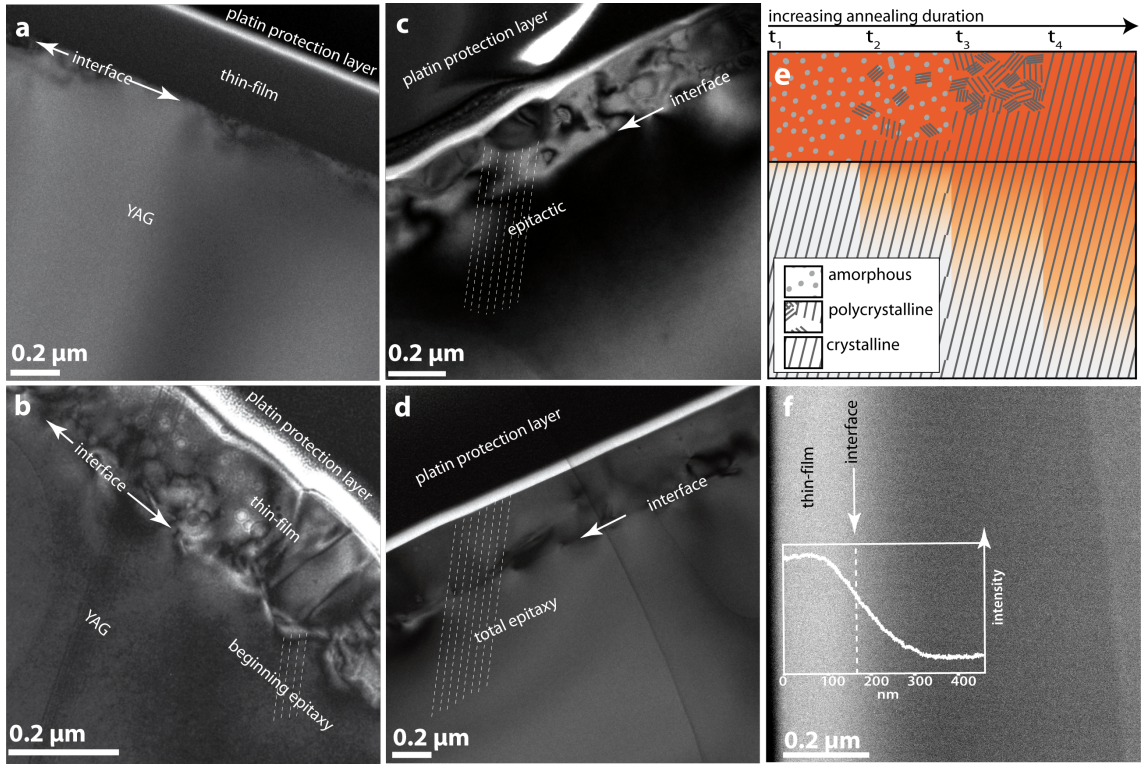 a
platin protection layer
interface
thin-film
YAG
0.2 µm
b
platin protection layer
interface
thin-film
YAG
beginning epitaxy
0.2 µm
c
platin protection layer
interface
epitactic
0.2 µm
d
platin protection layer
interface
total epitaxy
0.2 µm
increasing annealing duration
t1 t2 t3 t4
e
amorphous
polycrystalline
crystalline
f
thin-film
interface
intensity
0 100 200 300 400
nm
0.2 µm